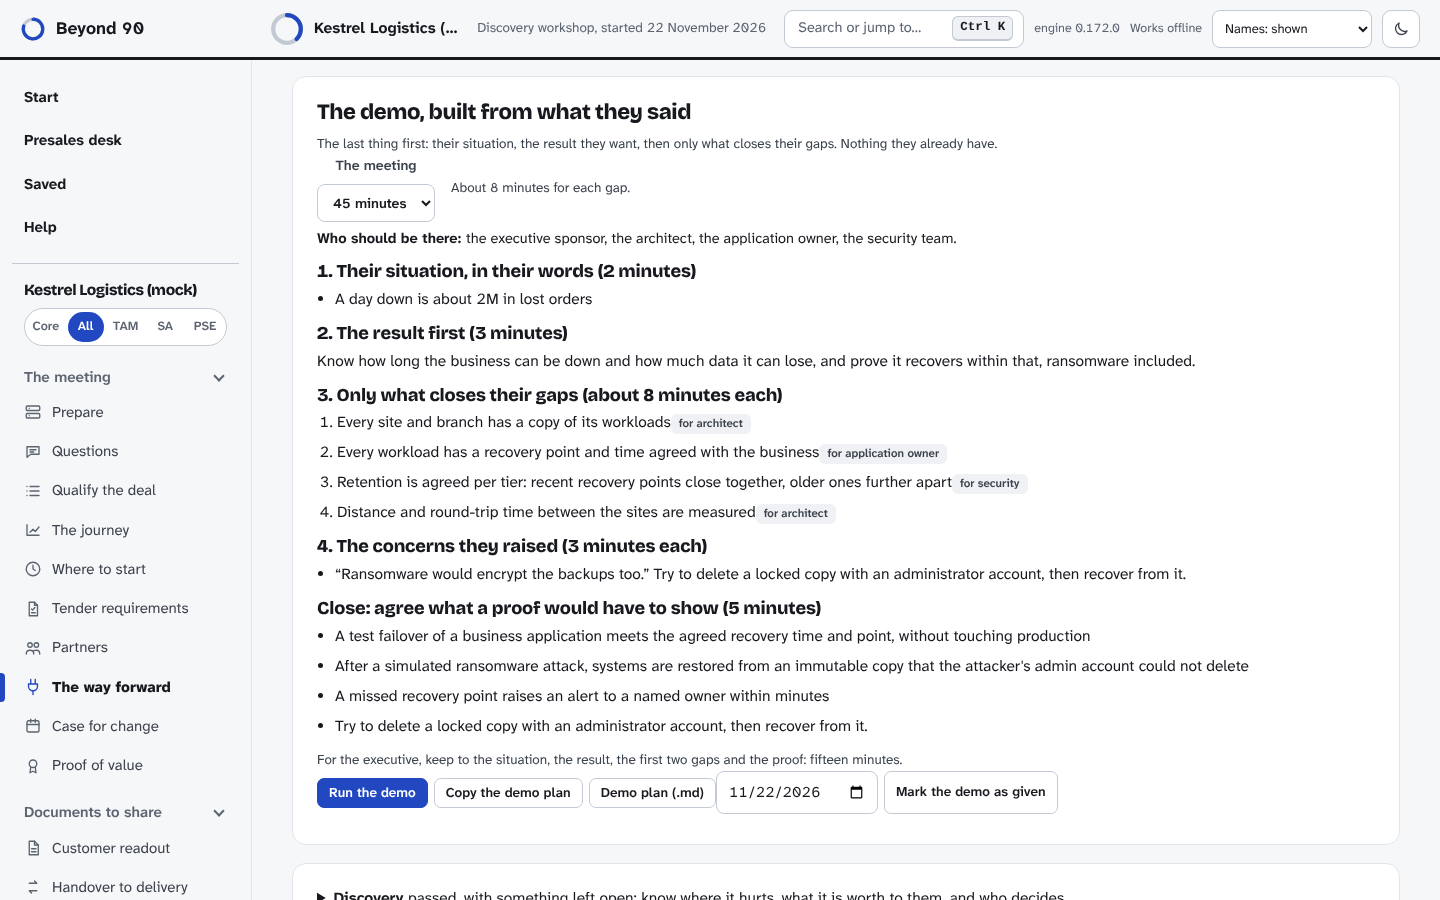 Beyond 90
Kestrel Logistics (...
Discovery workshop, started 22 November 2026
Search or jump to...
Ctrl K
engine 0.172.0
Works offline
Names: shown
Start
Presales desk
Saved
Help
Kestrel Logistics (mock)
Core
All
TAM
SA
PSE
The meeting
Prepare
Questions
Qualify the deal
The journey
Where to start
Tender requirements
Partners
The way forward
Case for change
Proof of value
Documents to share
Customer readout
Handover to delivery
The demo, built from what they said
The last thing first: their situation, the result they want, then only what closes their gaps. Nothing they already have.
The meeting
45 minutes
About 8 minutes for each gap.
Who should be there: the executive sponsor, the architect, the application owner, the security team.
1. Their situation, in their words (2 minutes)
• A day down is about 2M in lost orders
2. The result first (3 minutes)
Know how long the business can be down and how much data it can lose, and prove it recovers within that, ransomware included.
3. Only what closes their gaps (about 8 minutes each)
1. Every site and branch has a copy of its workloads for architect
2. Every workload has a recovery point and time agreed with the business for application owner
3. Retention is agreed per tier: recent recovery points close together, older ones further apart for security
4. Distance and round-trip time between the sites are measured for architect
4. The concerns they raised (3 minutes each)
• “Ransomware would encrypt the backups too.” Try to delete a locked copy with an administrator account, then recover from it.
Close: agree what a proof would have to show (5 minutes)
• A test failover of a business application meets the agreed recovery time and point, without touching production
• After a simulated ransomware attack, systems are restored from an immutable copy that the attacker's admin account could not delete
• A missed recovery point raises an alert to a named owner within minutes
• Try to delete a locked copy with an administrator account, then recover from it.
For the executive, keep to the situation, the result, the first two gaps and the proof: fifteen minutes.
Run the demo
Copy the demo plan
Demo plan (.md)
11/22/2026
Mark the demo as given
Discovery passed, with something left open: know where it hurts, what it is worth to them, and who decides